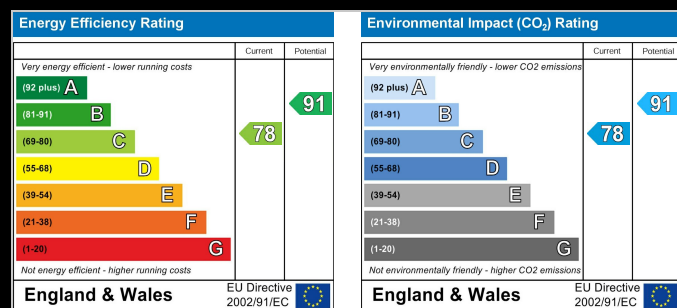 Energy Efficiency Rating
Current
Potential
Very energy efficient - lower running costs
(92 plus) A
(81-91) B
(69-80) C
(55-68) D
(39-54) E
(21-38) F
(1-20) G
78
91
Not energy efficient - higher running costs
England & Wales
EU Directive
2002/91/EC
Environmental Impact (CO₂) Rating
Current
Potential
Very environmentally friendly - lower CO2 emissions
(92 plus) A
(81-91) B
(69-80) C
(55-68) D
(39-54) E
(21-38) F
(1-20) G
78
91
Not environmentally friendly - higher CO2 emissions
England & Wales
EU Directive
2002/91/EC